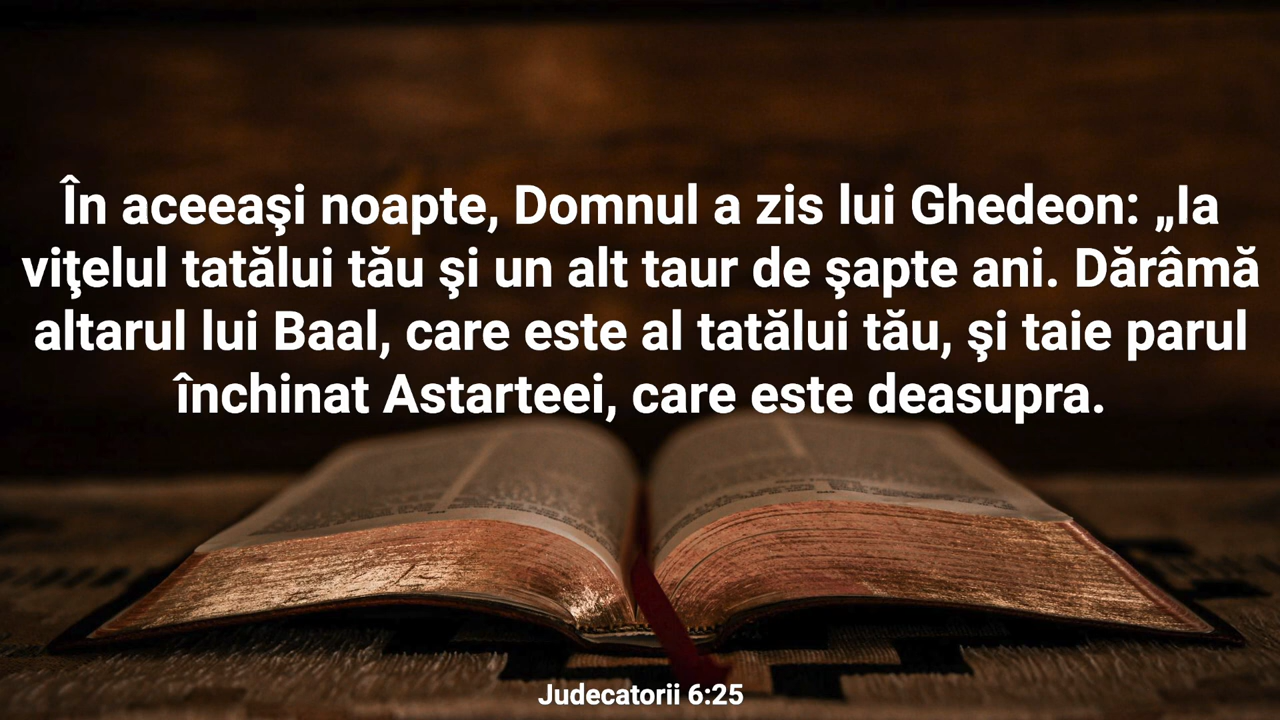 În aceeaşi noapte, Domnul a zis lui Ghedeon: „Ia
viţelul tatălui tău şi un alt taur de şapte ani. Dărâmă
altarul lui Baal, care este al tatălui tău, şi taie parul
închinat Astarteei, care este deasupra.
Judecatorii 6:25